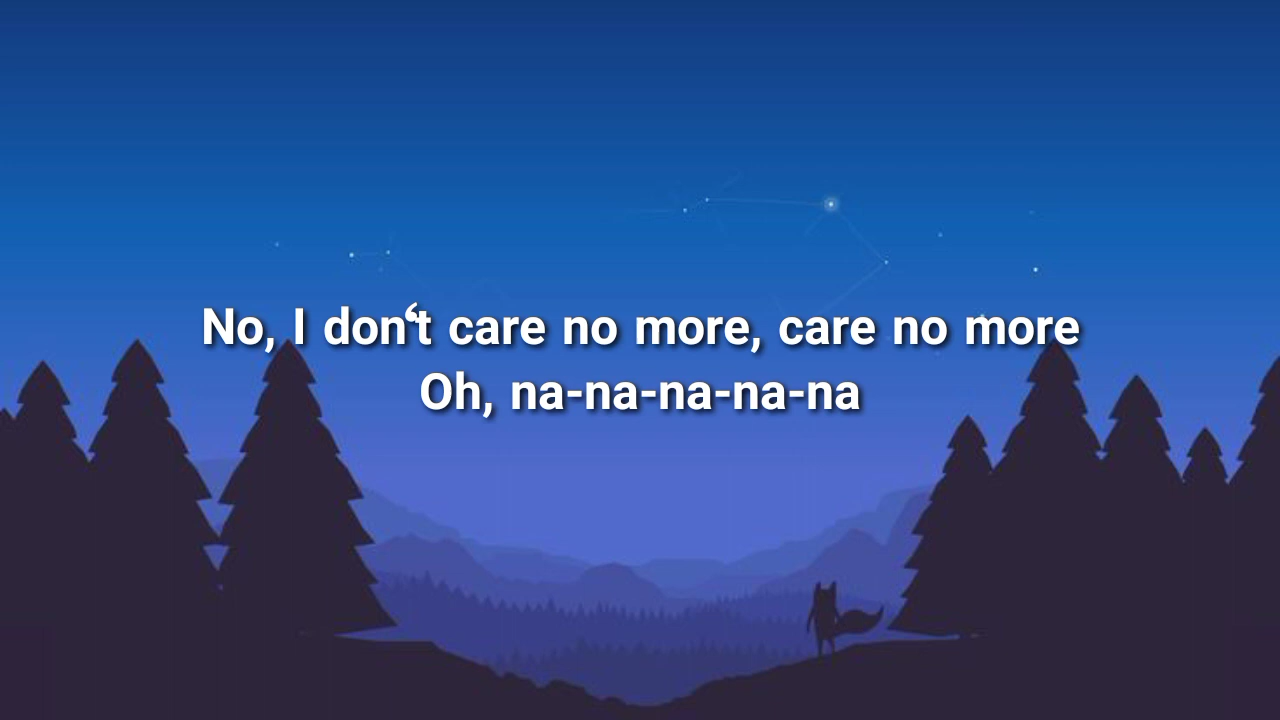 No, I don‘t care no more, care no more
Oh, na-na-na-na-na